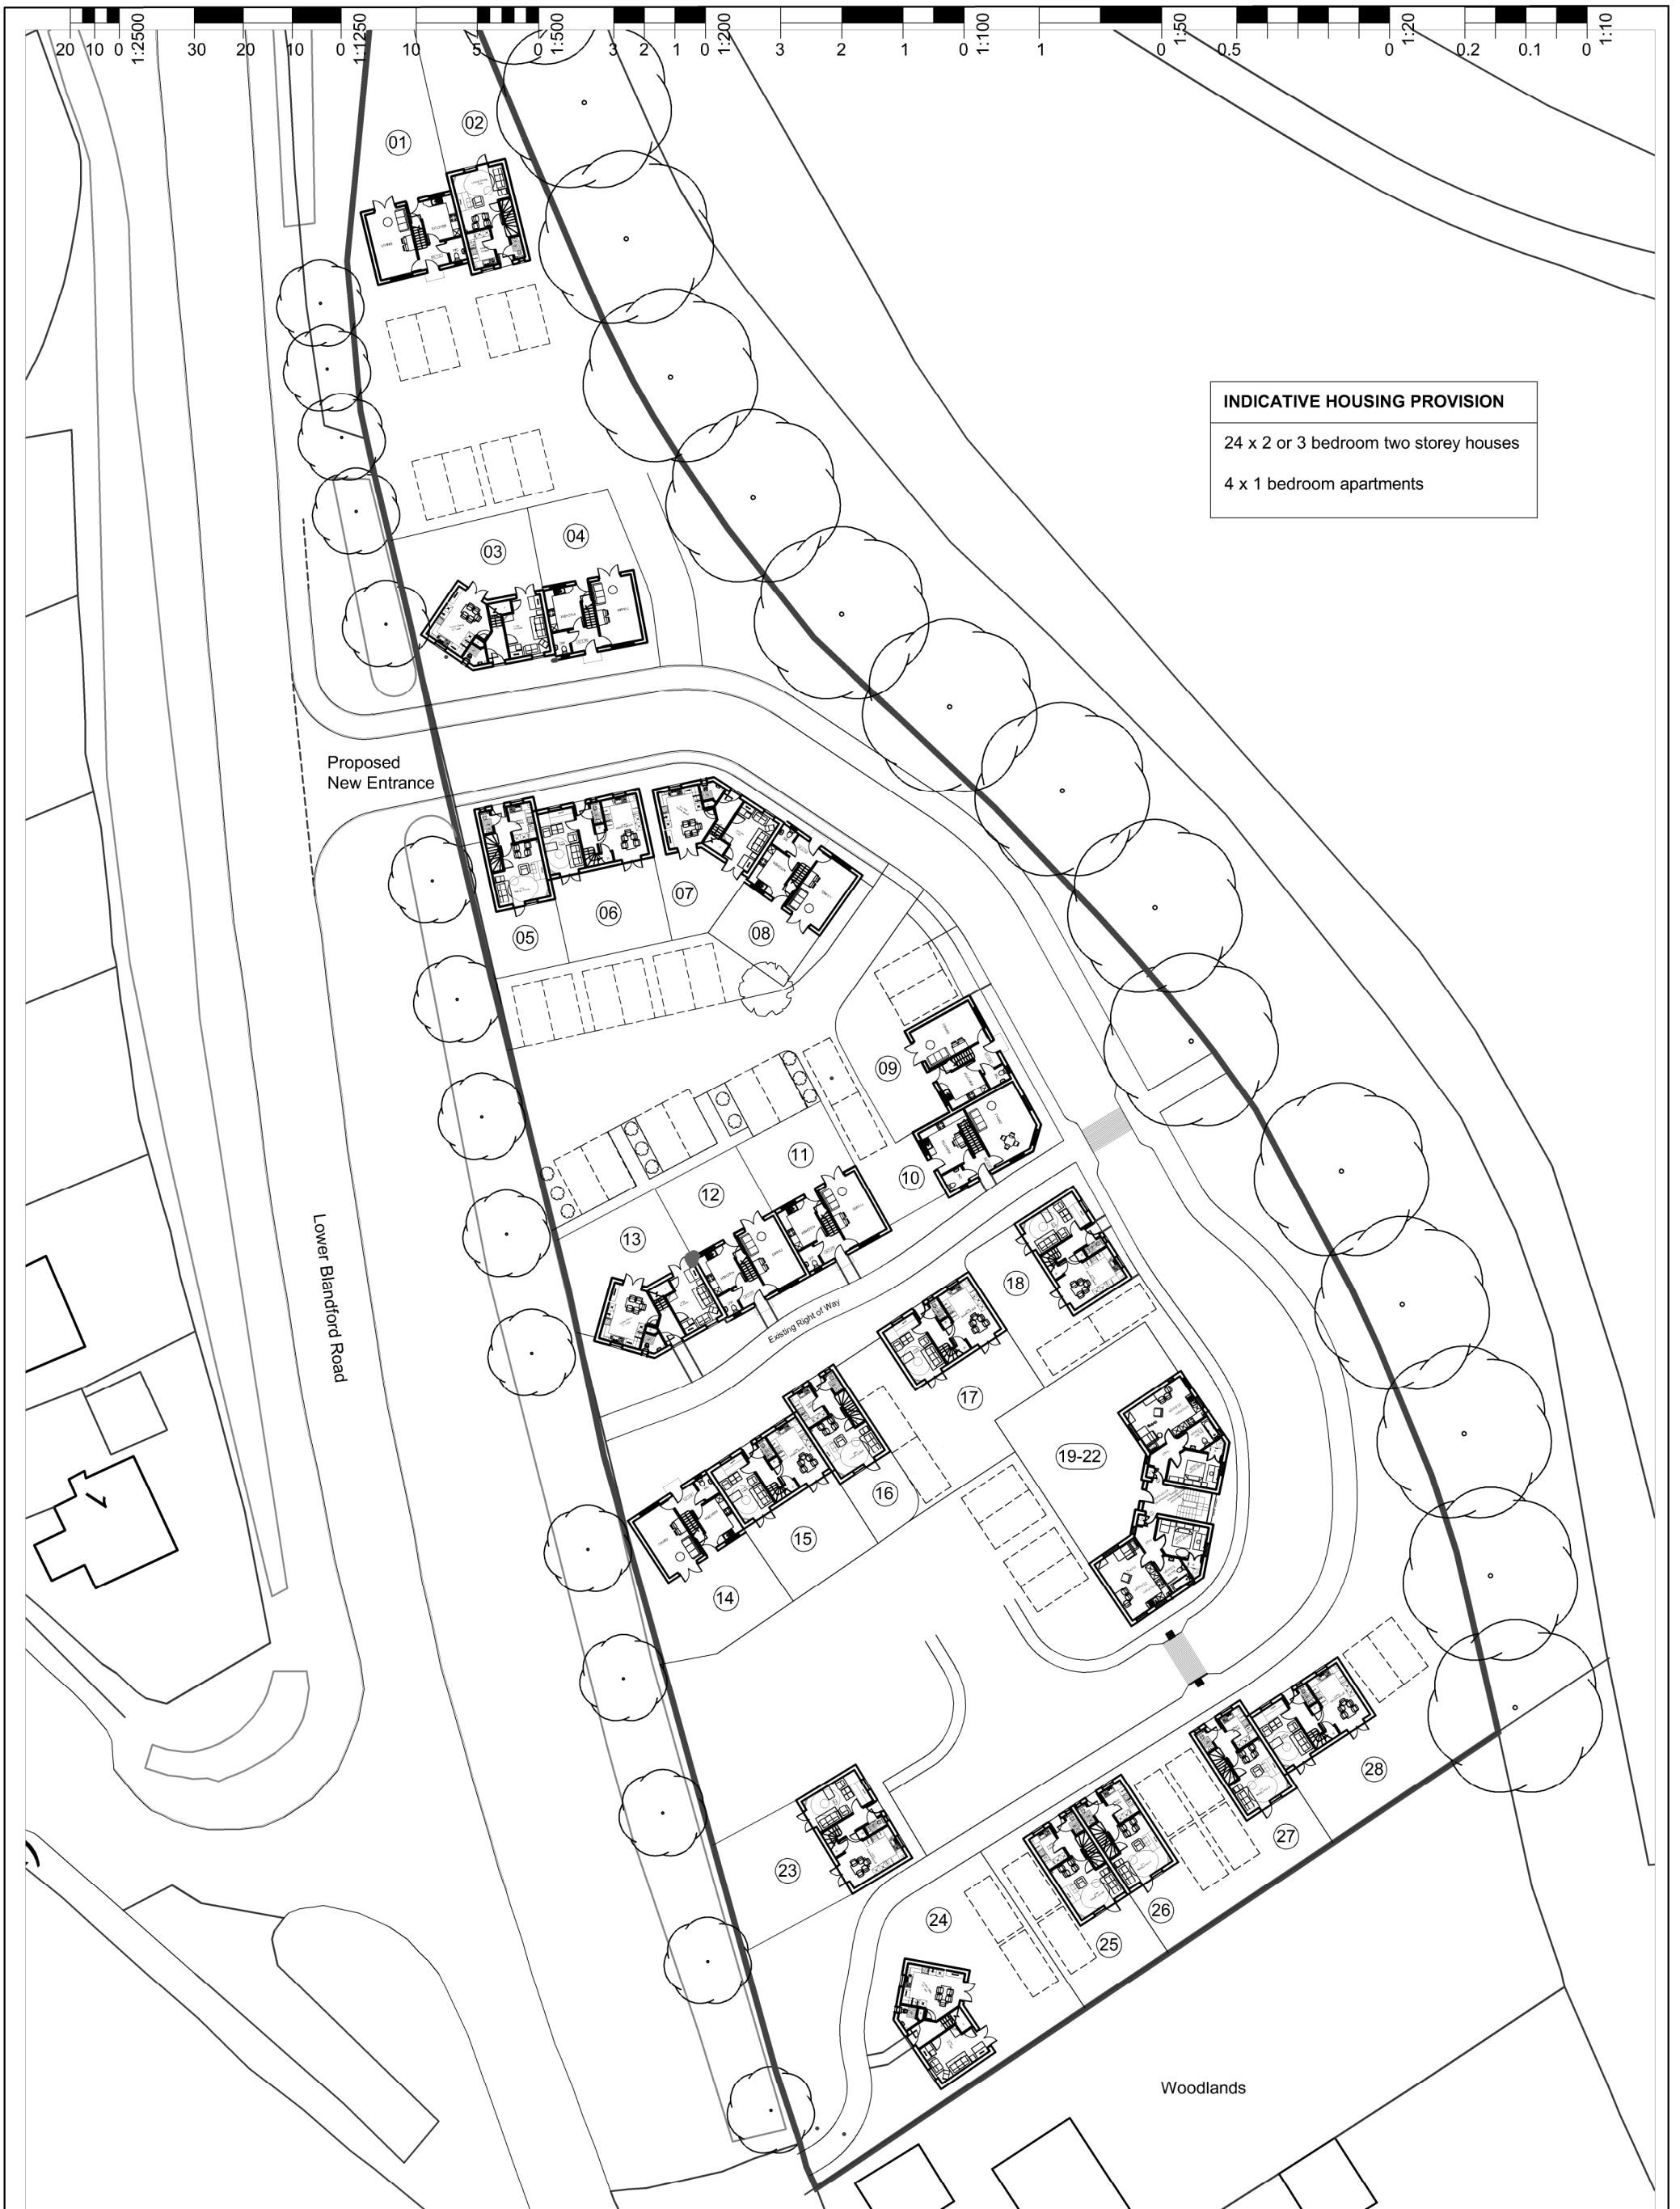 20 10 0 1:2500 30 20 10 0 1:1250 10 5 0 1:500 3 2 1 0 1:200 3 2 1 0 1:100 1 0 1:50 0.5 0 1:20 0.2 0.1 0 1:10
02
01
INDICATIVE HOUSING PROVISION
24 x 2 or 3 bedroom two storey houses
4 x 1 bedroom apartments
04
03
Proposed
New Entrance
07
06
05
08
09
11
10
12
13
Lower Blandford Road
Existing Right of Way
18
17
19-22
16
15
14
28
27
23
26
24
25
Woodlands